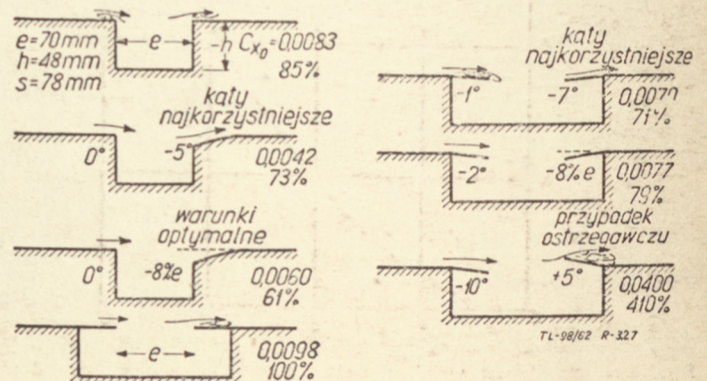 e=70mm
h=48mm
s=78mm
e
h
Cx₀=0,0083
85%
kąty
najkorzystniejsze
0°
-5°
0,0042
73%
warunki
optymalne
0°
-8%e
0,0060
61%
e
0,0098
100%
kąty
najkorzystniejsze
-1°
-7°
0,0070
71%
-2°
-8%e
0,0077
79%
przypadek
ostrzegawczu
-10°
+5°
0,0400
410%
TL-98/62 R-327